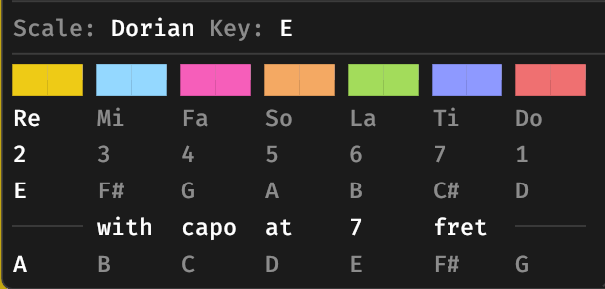 Scale: Dorian Key: E
Re Mi Fa So La Ti Do
2 3 4 5 6 7 1
E F# G A B C# D
with capo at 7 fret
A B C D E F# G